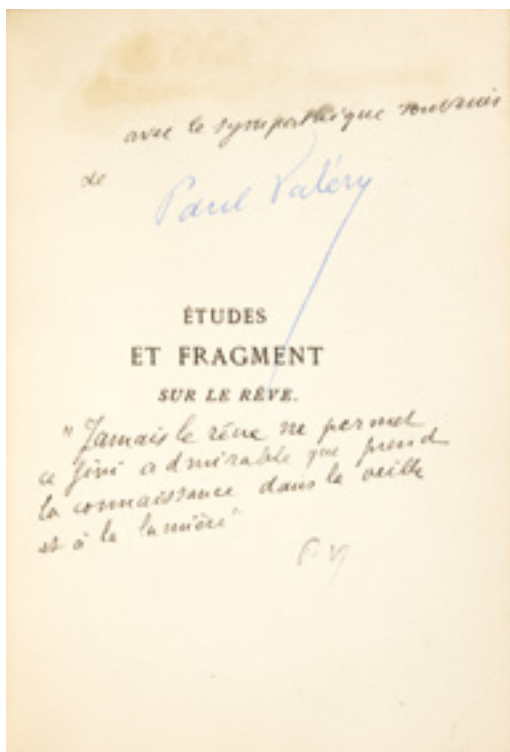 avec le sympathique souvenir
de
Paul Valéry
ÉTUDES
ET FRAGMENT
SUR LE RÊVE.
"Jamais le rêve ne permet
ce fini admirable que prend
la connaissance dans la veille
et à la lumière"
P. V.